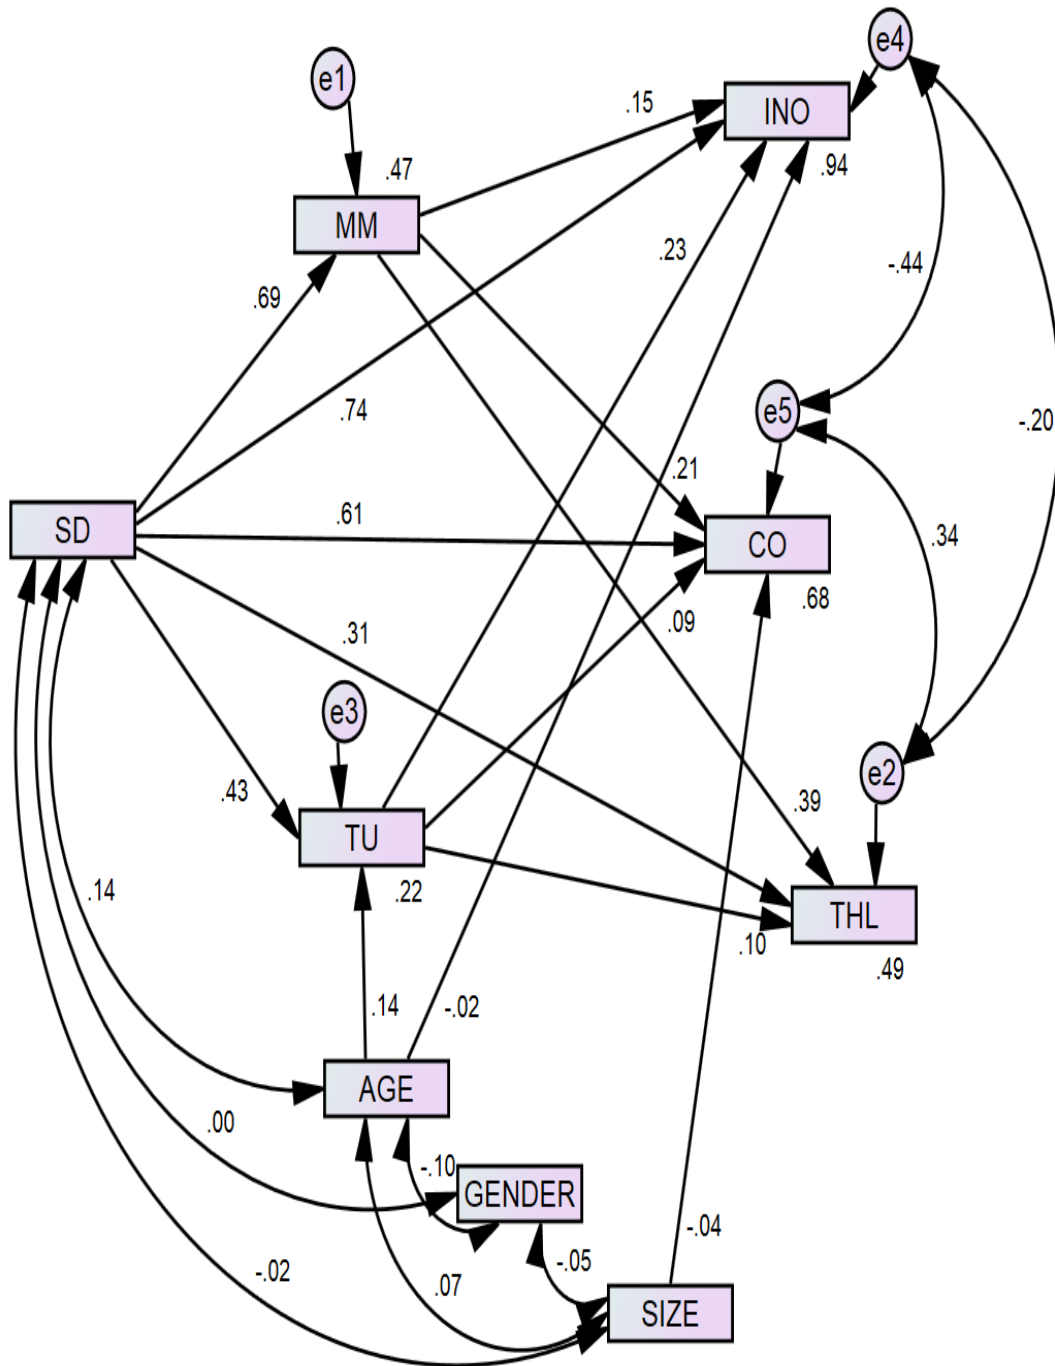 e4
e1
.15
INO
.47
.94
MM
.23
-.44
.69
.74
e5
-.20
.21
.61
SD
CO
.34
.68
.09
.31
e3
e2
.43
.39
TU
.14
.22
THL
.10
.49
.14
-.02
AGE
.00
-.10
GENDER
-.04
-.05
-.02
.07
SIZE